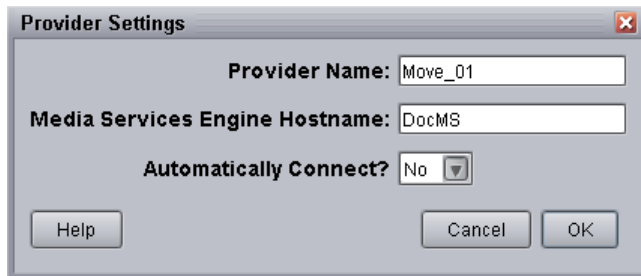 Provider Settings
Provider Name: Move_01
Media Services Engine Hostname: DocMS
Automatically Connect? No
Help Cancel OK